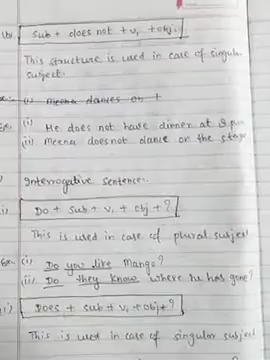 Sub + does not + V₁ + obj.
This structure is used in case of singular
subject.
(i) Meena dances on t
Ex:- (i) He does not have dinner at 9 p.m
(ii) Meena does not dance on the stage
Interrogative Sentence:-
i) Do + Sub + V₁ + Obj + ?
This is used in case of plural subject
Ex:- (i) Do you like Mango?
(ii) Do they know where he has gone?
ii) Does + Sub + V₁ + obj + ?
This is used in case of singular subject